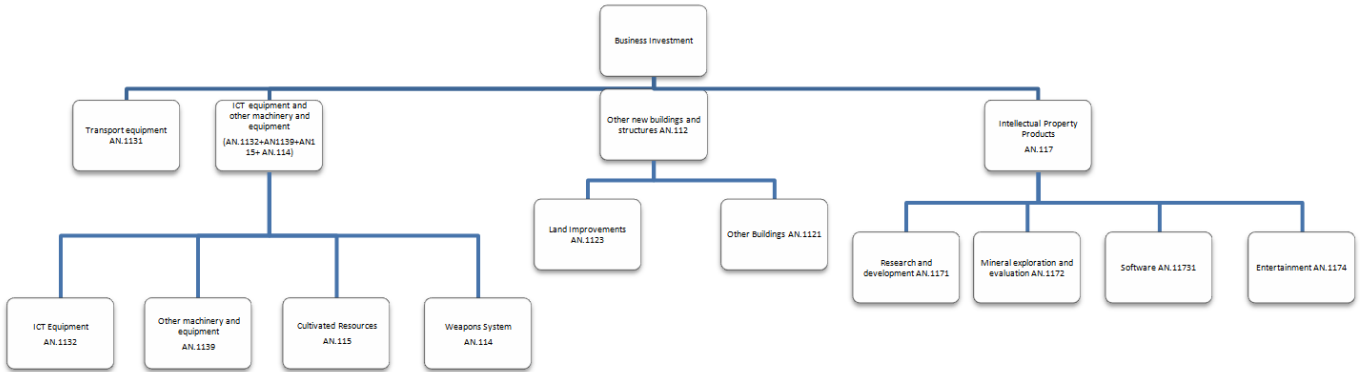 Business Investment
Transport equipment
AN.1131
ICT equipment and
other machinery and
equipment
(AN.1132+AN1139+AN1
15+ AN.114)
Other new buildings and
structures AN.112
Intellectual Property
Products
AN.117
Land Improvements
AN.1123
Other Buildings AN.1121
Research and
development AN.1171
Mineral exploration and
evaluation AN.1172
Software AN.11731
Entertainment AN.1174
ICT Equipment
AN.1132
Other machinery and
equipment
AN.1139
Cultivated Resources
AN.115
Weapons System
AN.114